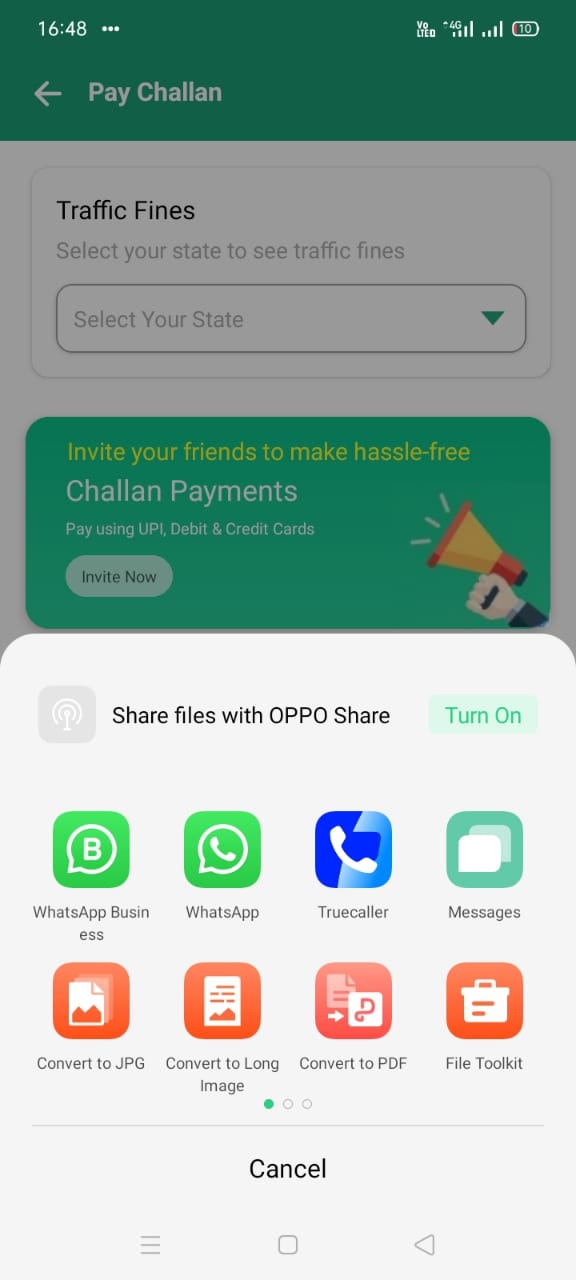 16:48
Vo LTED 4G 10
Pay Challan
Traffic Fines
Select your state to see traffic fines
Select Your State
Invite your friends to make hassle-free
Challan Payments
Pay using UPI, Debit & Credit Cards
Invite Now
Share files with OPPO Share
Turn On
B
WhatsApp Busin
ess
WhatsApp
Truecaller
Messages
Convert to JPG
Convert to Long
Image
Convert to PDF
File Toolkit
Cancel